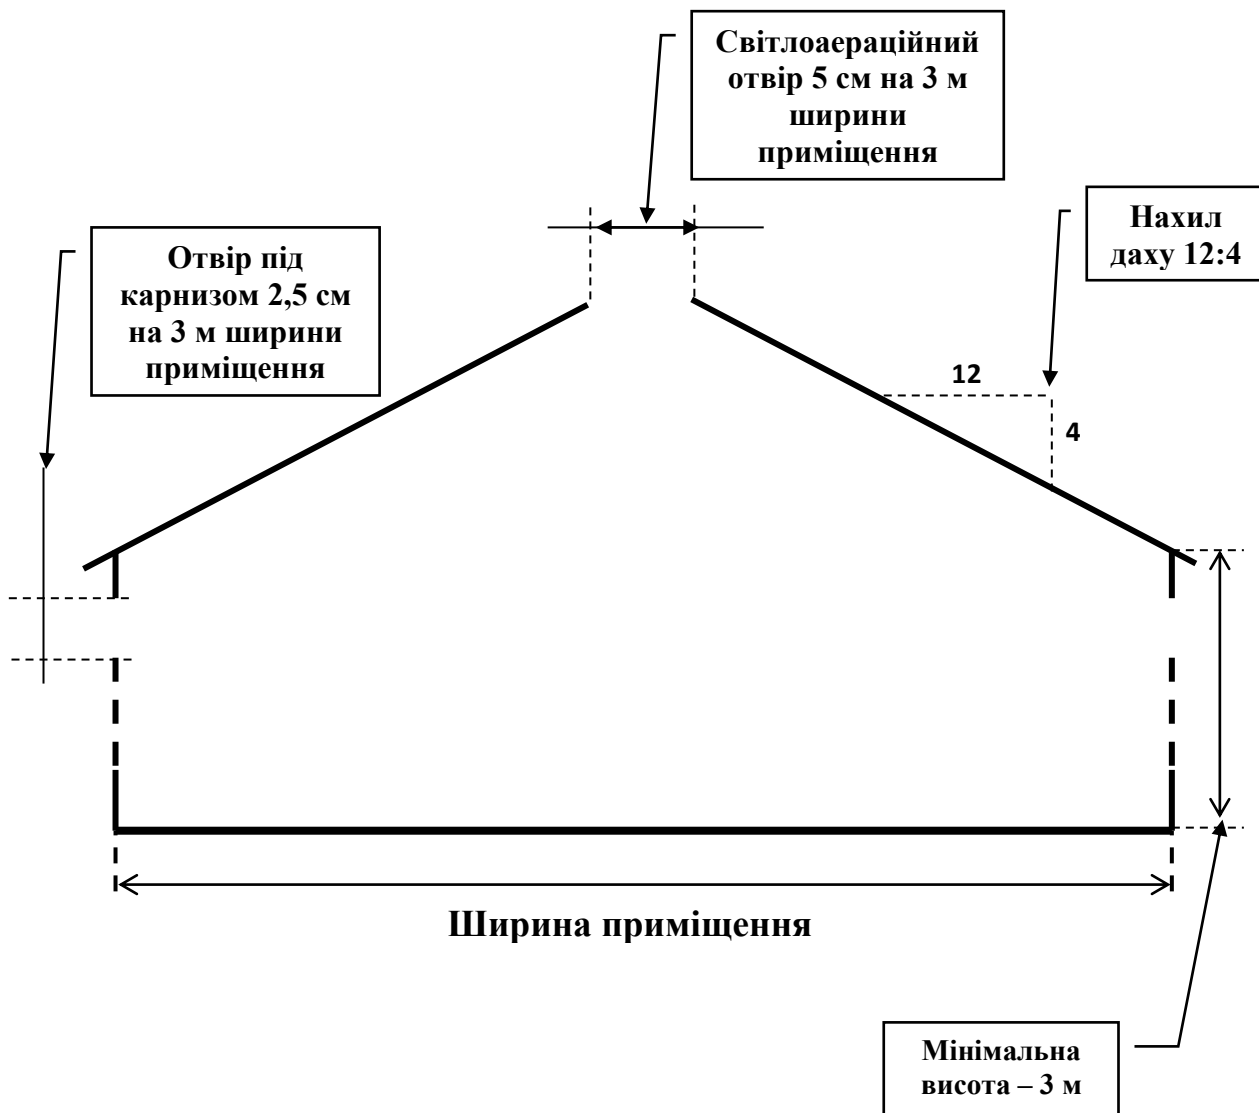 Світлоаераційний
отвір 5 см на 3 м
ширини
приміщення
Нахил
даху 12:4
Отвір під
карнизом 2,5 см
на 3 м ширини
приміщення
12
4
Ширина приміщення
Мінімальна
висота – 3 м